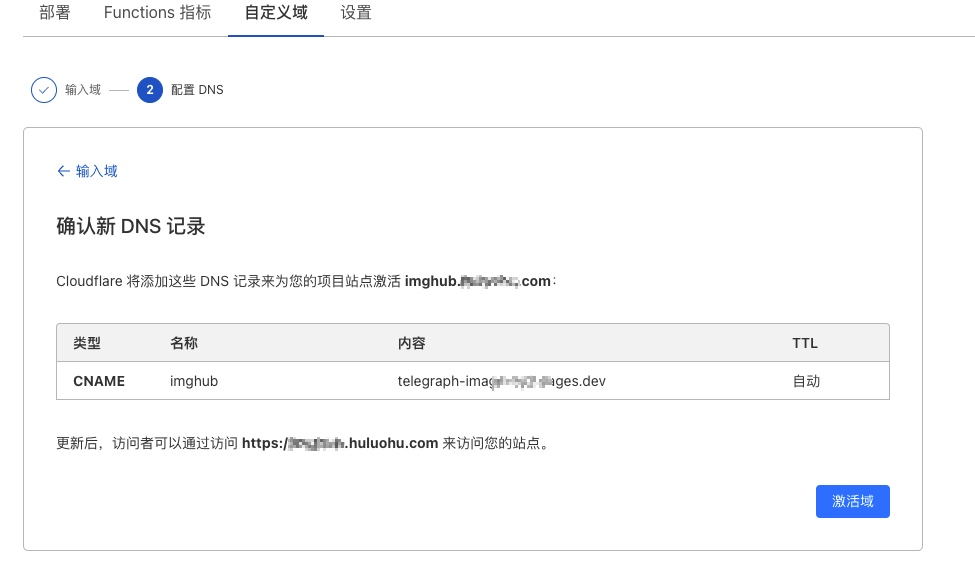 部署 Functions 指标 自定义域 设置
输入域 2 配置 DNS
← 输入域
确认新 DNS 记录
Cloudflare 将添加这些 DNS 记录来为您的项目站点激活 imghub. .com：
类型 名称 内容 TTL
CNAME imghub telegraph-imag ages.dev 自动
更新后，访问者可以通过访问 https:/ .huluohu.com 来访问您的站点。
激活域